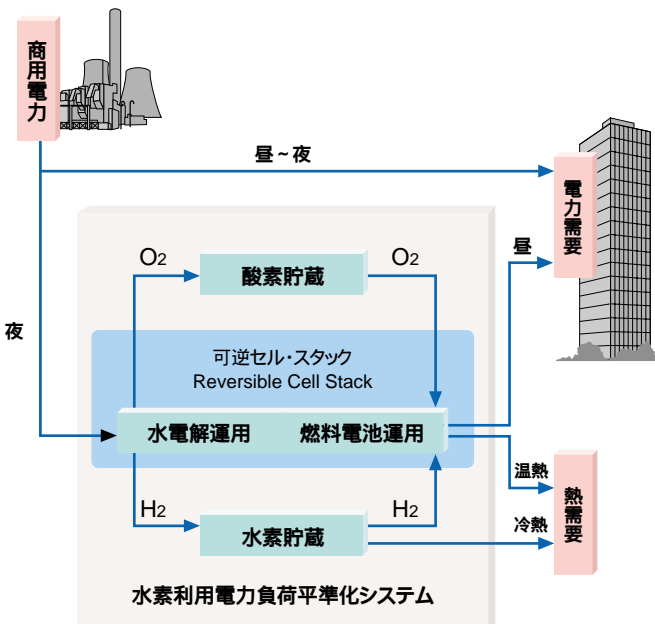 商用電力
昼～夜
電力需要
昼
夜
O2
酸素貯蔵
O2
可逆セル・スタック
Reversible Cell Stack
水電解運用
燃料電池運用
温熱
熱需要
H2
水素貯蔵
H2
冷熱
水素利用電力負荷平準化システム